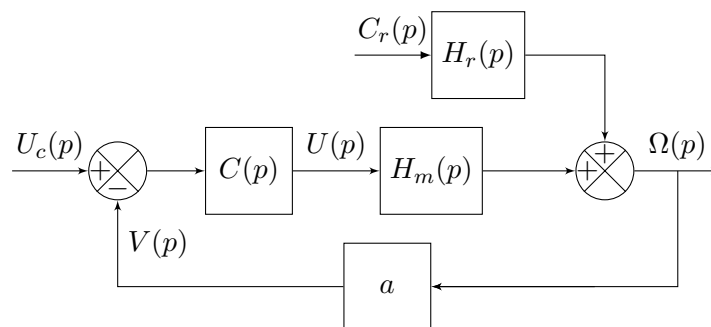 C_r(p)
H_r(p)
U_c(p)
+
−
C(p)
U(p)
H_m(p)
+
+
Ω(p)
V(p)
a